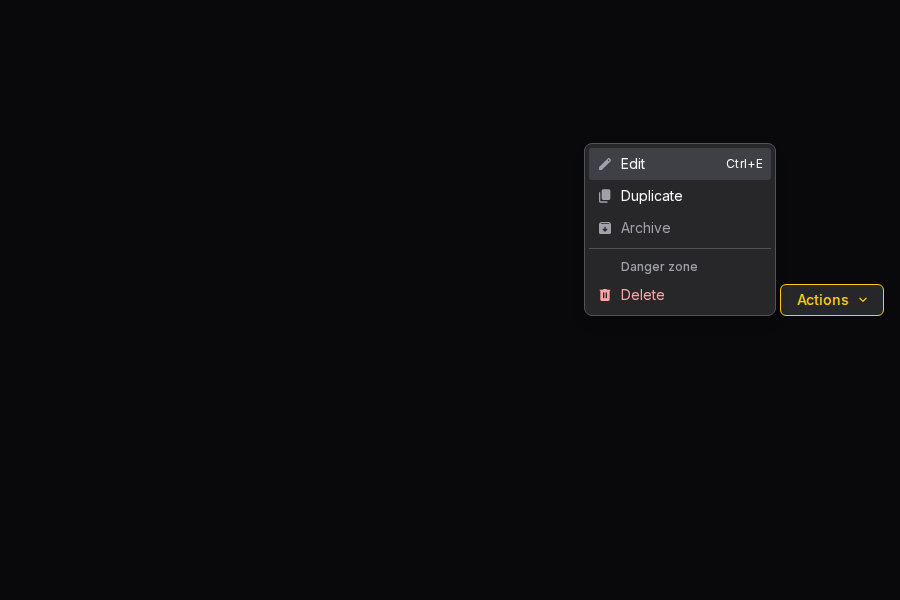 Edit Ctrl+E
Duplicate
Archive
Danger zone
Delete
Actions